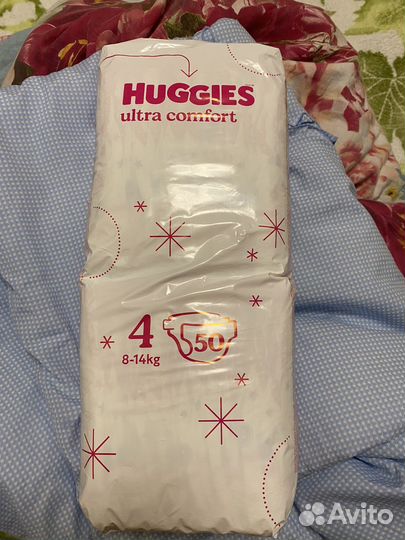 HUGGIES
ultra comfort
4
50
8-14kg
Avito